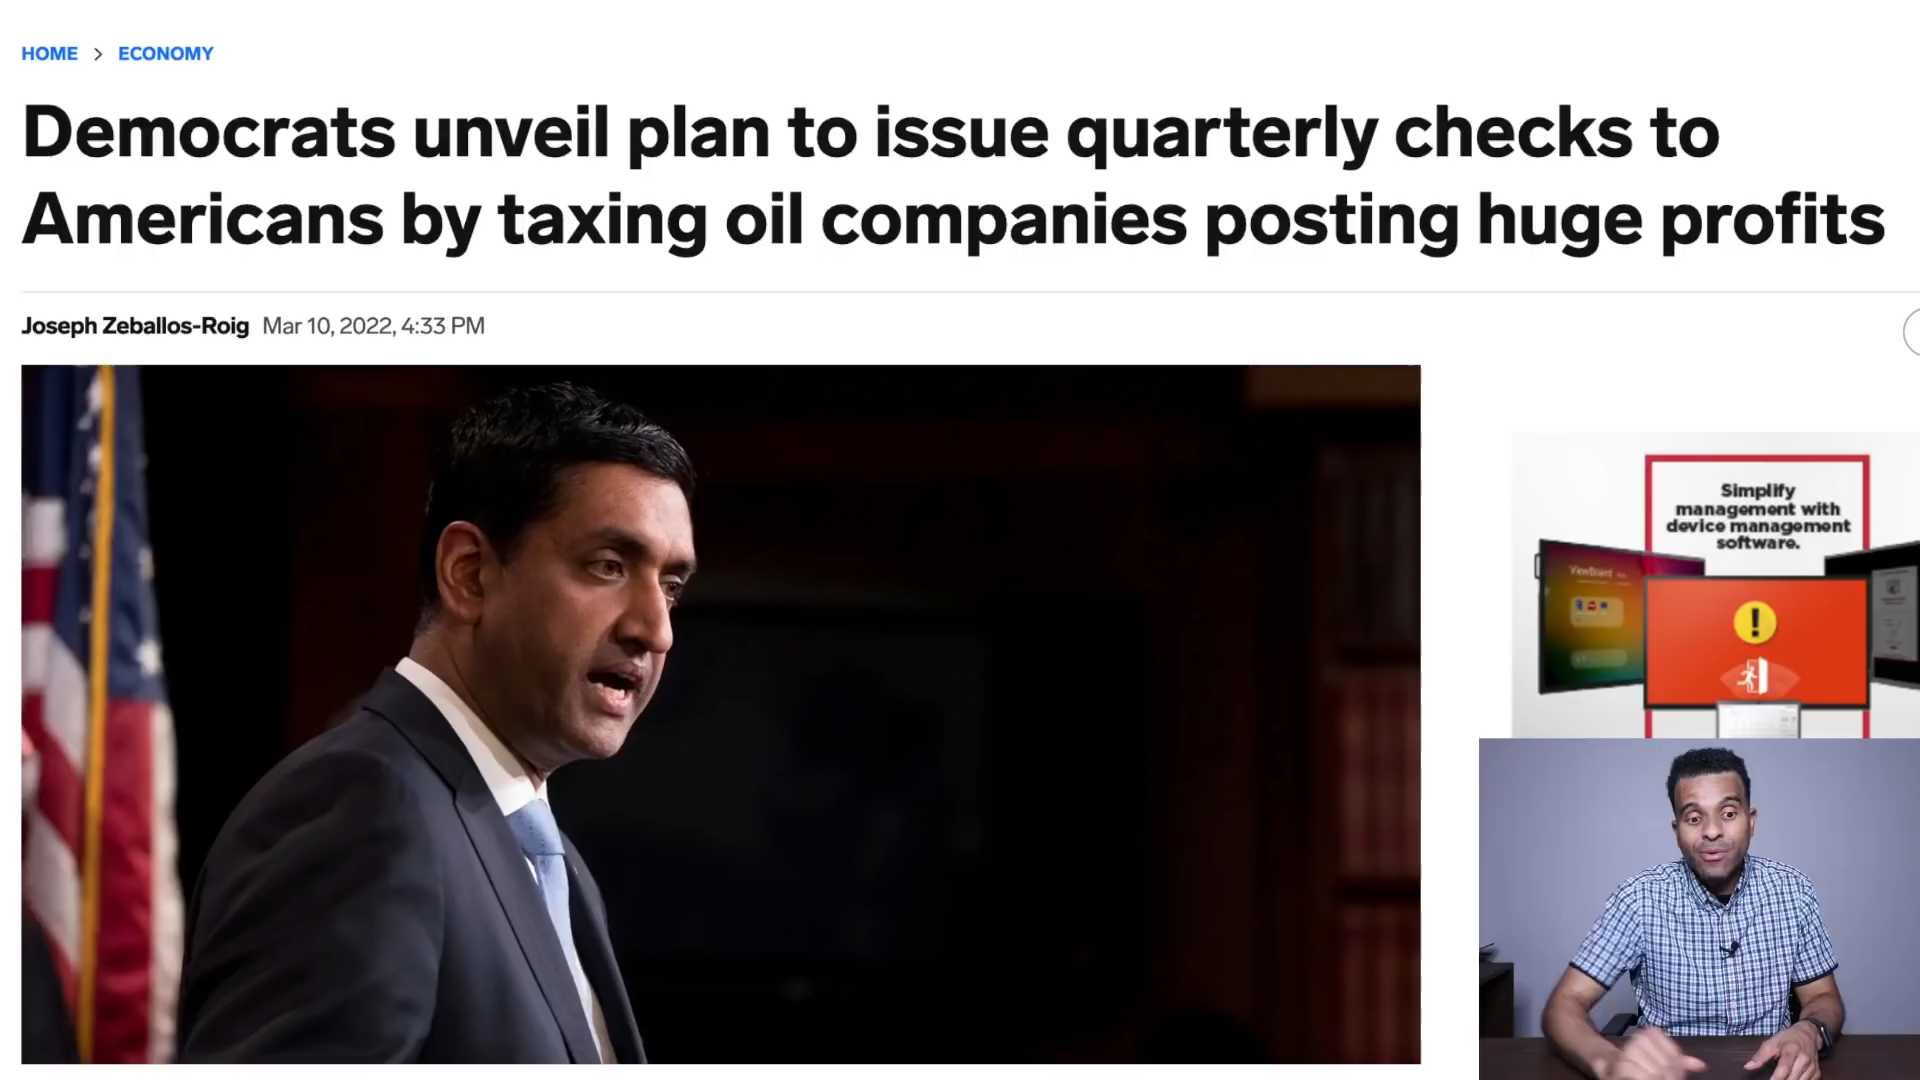 HOME > ECONOMY
Democrats unveil plan to issue quarterly checks to
Americans by taxing oil companies posting huge profits
Joseph Zeballos-Roig Mar 10, 2022, 4:33 PM
Simplify
management with
device management
software.
ViewBoard
!